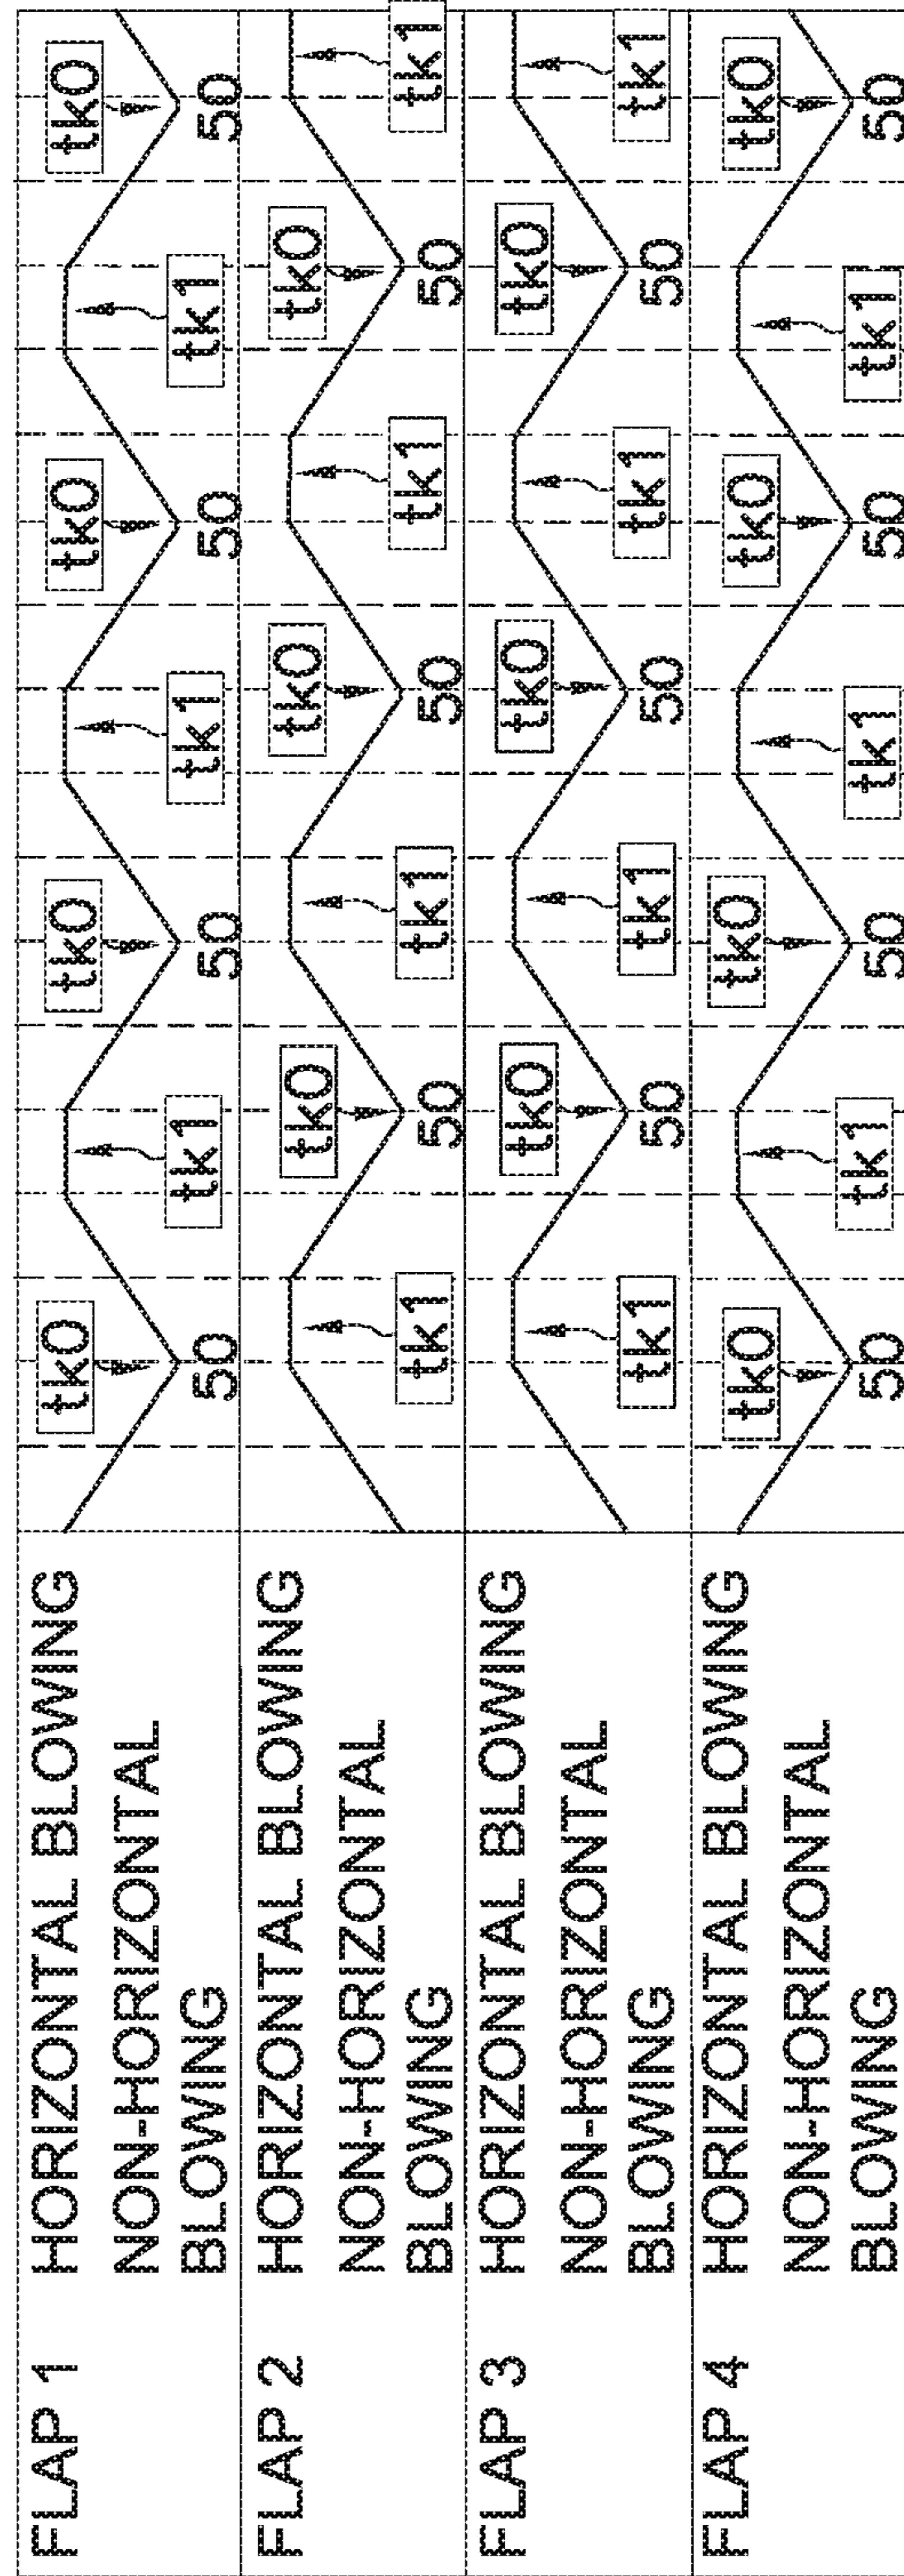 FLAP 1 HORIZONTAL BLOWING tk0 tk0 tk0 tk0
NON-HORIZONTAL tk1 tk1 tk1
BLOWING 50 50 50 50
FLAP 2 HORIZONTAL BLOWING tk0 tk0 tk0
NON-HORIZONTAL tk1 tk1 tk1 tk1
BLOWING 50 50 50
FLAP 3 HORIZONTAL BLOWING tk0 tk0 tk0
NON-HORIZONTAL tk1 tk1 tk1 tk1
BLOWING 50 50 50
FLAP 4 HORIZONTAL BLOWING tk0 tk0 tk0 tk0
NON-HORIZONTAL tk1 tk1 tk1
BLOWING 50 50 50 50